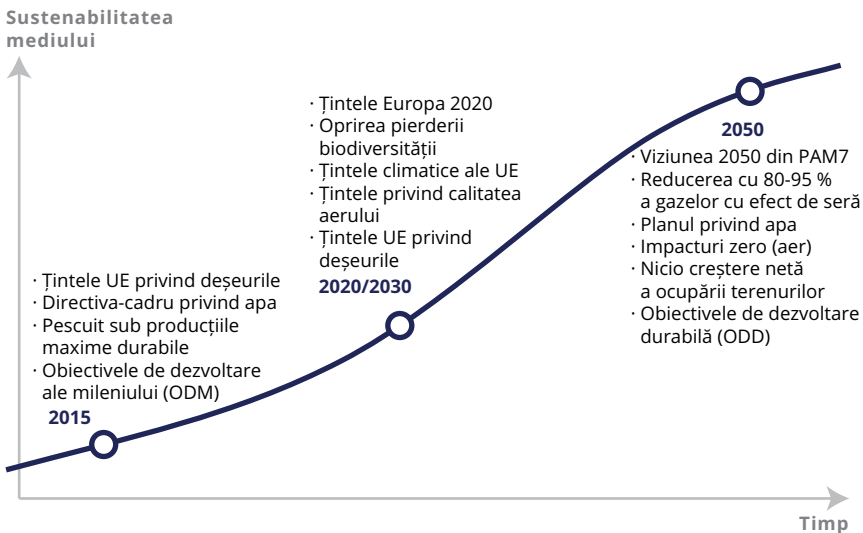 Sustenabilitatea
mediului
· Țintele UE privind deșeurile
· Directiva-cadru privind apa
· Pescuit sub producțiile
maxime durabile
· Obiectivele de dezvoltare
ale mileniului (ODM)
2015
· Țintele Europa 2020
· Oprirea pierderii
biodiversității
· Țintele climatice ale UE
· Țintele privind calitatea
aerului
· Țintele UE privind
deșeurile
2020/2030
2050
· Viziunea 2050 din PAM7
· Reducerea cu 80-95 %
a gazelor cu efect de seră
· Planul privind apa
· Impacturi zero (aer)
· Nicio creștere netă
a ocupării terenurilor
· Obiectivele de dezvoltare
durabilă (ODD)
Timp